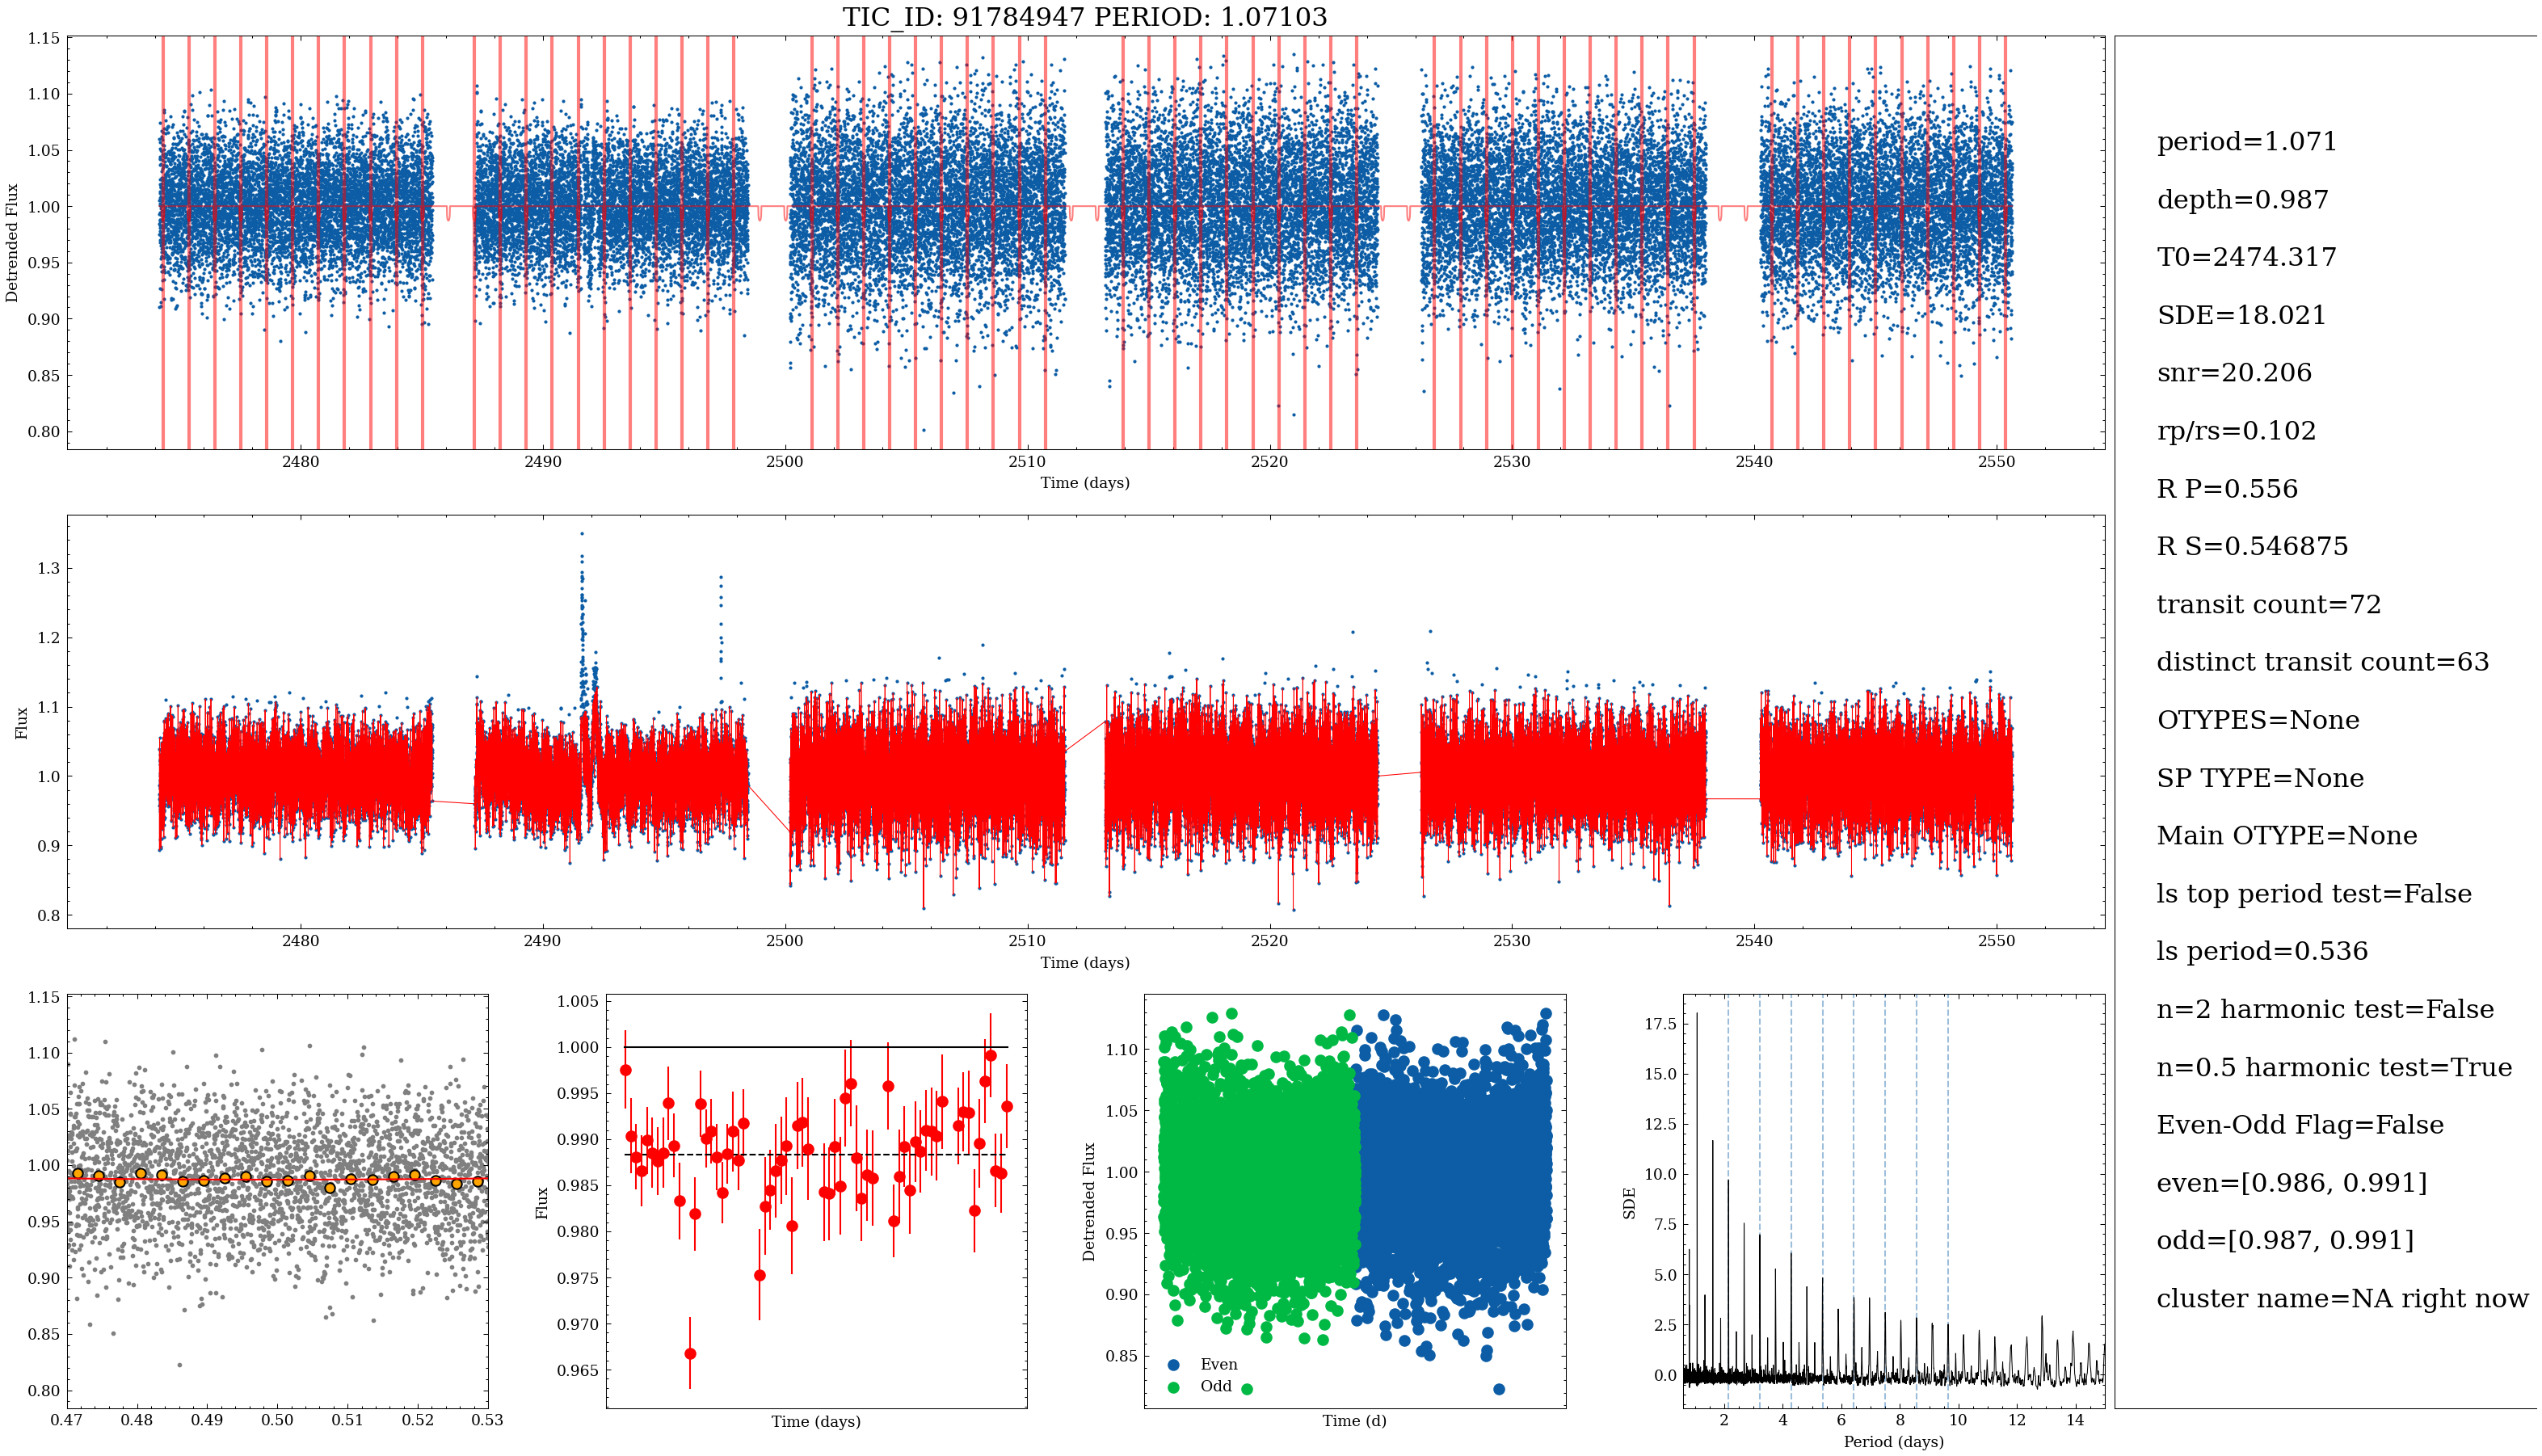 TIC_ID: 91784947 PERIOD: 1.07103
1.15
1.10
1.05
1.00
0.95
0.90
0.85
0.80
Detrended Flux
2480 2490 2500 2510 2520 2530 2540 2550
Time (days)
1.3
1.2
1.1
1.0
0.9
0.8
Flux
2480 2490 2500 2510 2520 2530 2540 2550
Time (days)
1.15
1.10
1.05
1.00
0.95
0.90
0.85
0.80
0.47 0.48 0.49 0.50 0.51 0.52 0.53
1.005
1.000
0.995
0.990
0.985
0.980
0.975
0.970
0.965
Flux
Time (days)
1.10
1.05
1.00
0.95
0.90
0.85
Detrended Flux
Even
Odd
Time (d)
17.5
15.0
12.5
10.0
7.5
5.0
2.5
0.0
SDE
2 4 6 8 10 12 14
Period (days)
period=1.071
depth=0.987
T0=2474.317
SDE=18.021
snr=20.206
rp/rs=0.102
R P=0.556
R S=0.546875
transit count=72
distinct transit count=63
OTYPES=None
SP TYPE=None
Main OTYPE=None
ls top period test=False
ls period=0.536
n=2 harmonic test=False
n=0.5 harmonic test=True
Even-Odd Flag=False
even=[0.986, 0.991]
odd=[0.987, 0.991]
cluster name=NA right now